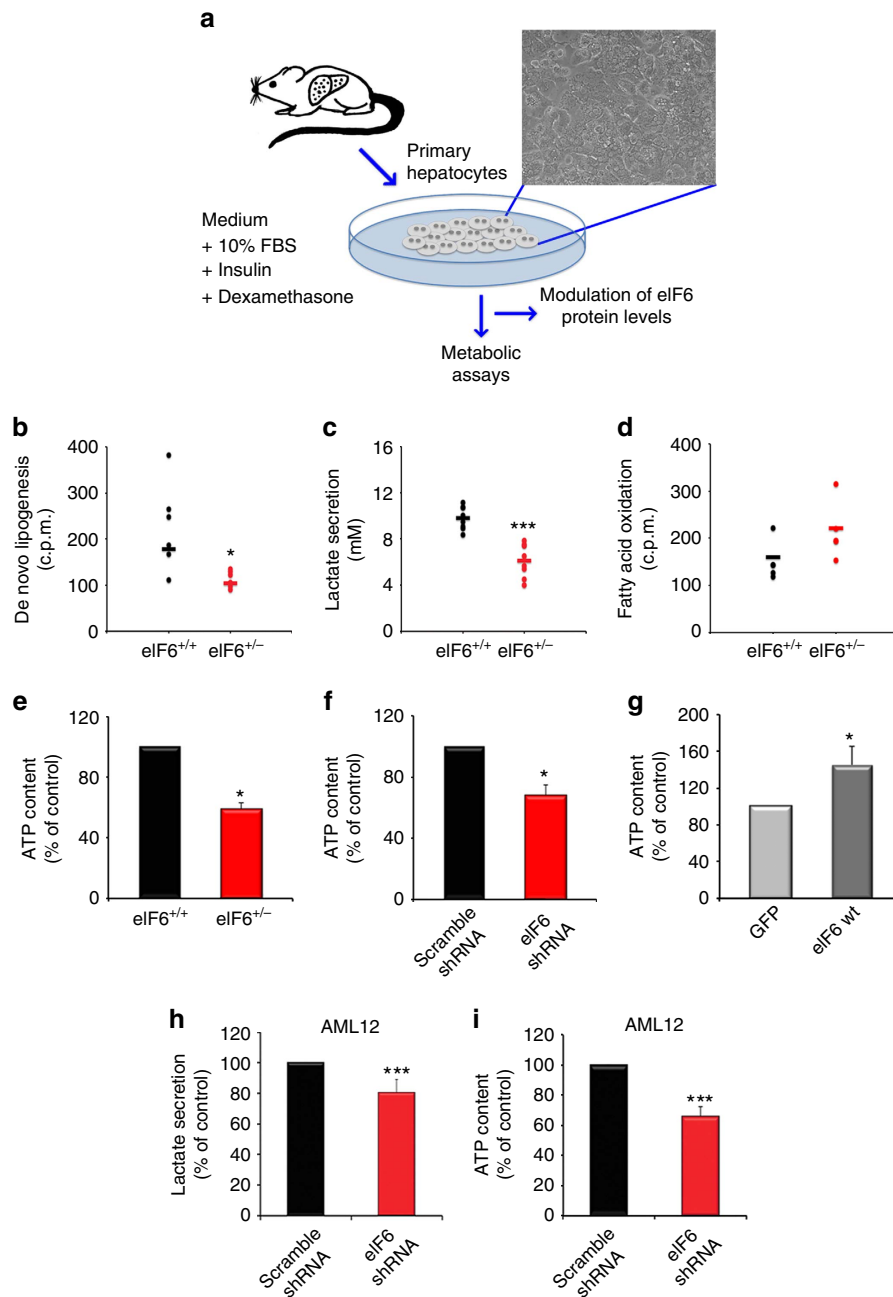 a
Primary
hepatocytes
Medium
+ 10% FBS
+ Insulin
+ Dexamethasone
Modulation of eIF6
protein levels
Metabolic
assays
b
De novo lipogenesis
(c.p.m.)
400
300
200
100
0
*
eIF6+/+ eIF6+/−
c
Lactate secretion
(mM)
16
12
8
4
0
***
eIF6+/+ eIF6+/−
d
Fatty acid oxidation
(c.p.m.)
400
300
200
100
0
eIF6+/+ eIF6+/−
e
ATP content
(% of control)
120
80
40
0
*
eIF6+/+ eIF6+/−
f
ATP content
(% of control)
120
80
40
0
*
Scramble
shRNA
eIF6
shRNA
g
ATP content
(% of control)
200
160
120
80
40
0
*
GFP
eIF6 wt
h
AML12
Lactate secretion
(% of control)
120
100
80
60
40
20
0
***
Scramble
shRNA
eIF6
shRNA
i
AML12
ATP content
(% of control)
120
100
80
60
40
20
0
***
Scramble
shRNA
eIF6
shRNA